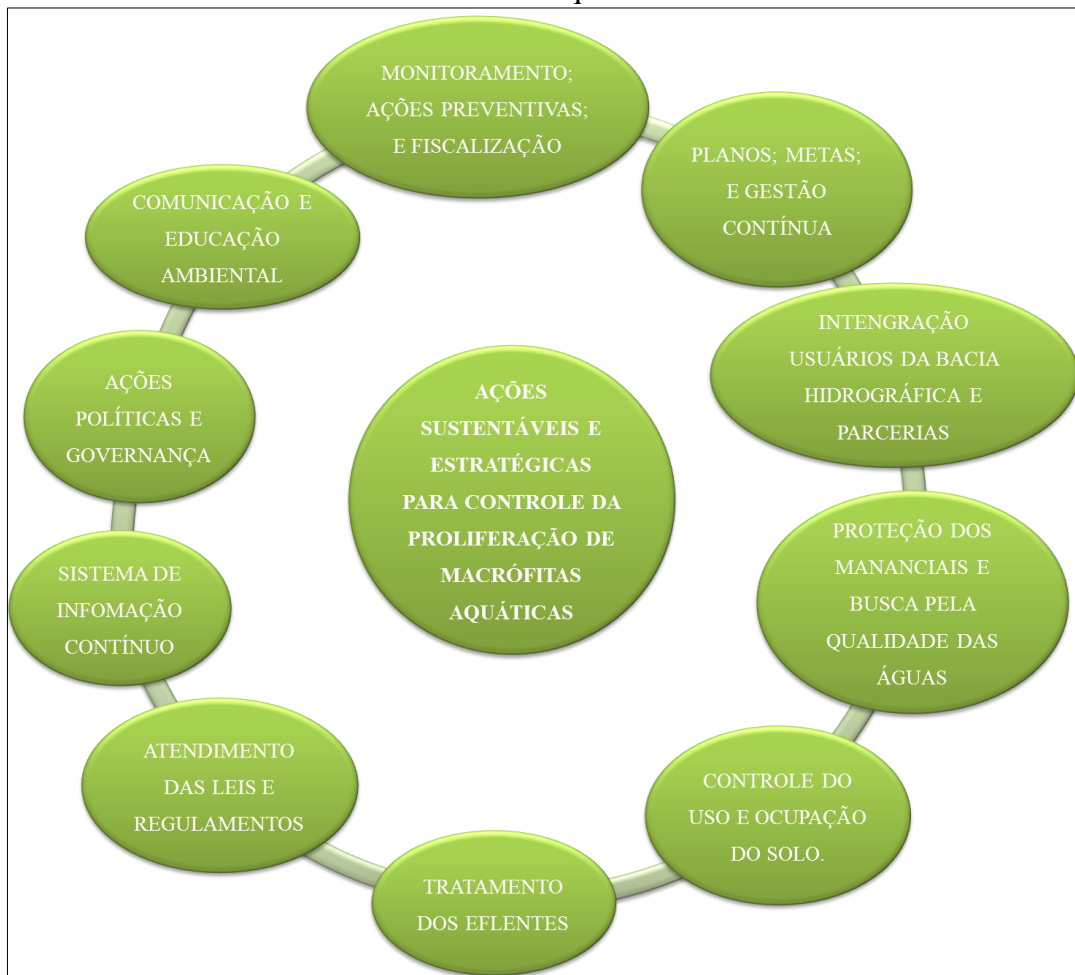 MONITORAMENTO;
AÇÕES PREVENTIVAS;
E FISCALIZAÇÃO
PLANOS; METAS;
E GESTÃO
CONTÍNUA
INTENGRAÇÃO
USUÁRIOS DA BACIA
HIDROGRÁFICA E
PARCERIAS
PROTEÇÃO DOS
MANANCIAIS E
BUSCA PELA
QUALIDADE DAS
ÁGUAS
CONTROLE DO
USO E OCUPAÇÃO
DO SOLO.
TRATAMENTO
DOS EFLENTES
ATENDIMENTO
DAS LEIS E
REGULAMENTOS
SISTEMA DE
INFOMAÇÃO
CONTÍNUO
AÇÕES
POLÍTICAS E
GOVERNANÇA
COMUNICAÇÃO E
EDUCAÇÃO
AMBIENTAL
AÇÕES
SUSTENTÁVEIS E
ESTRATÉGICAS
PARA CONTROLE DA
PROLIFERAÇÃO DE
MACRÓFITAS
AQUÁTICAS